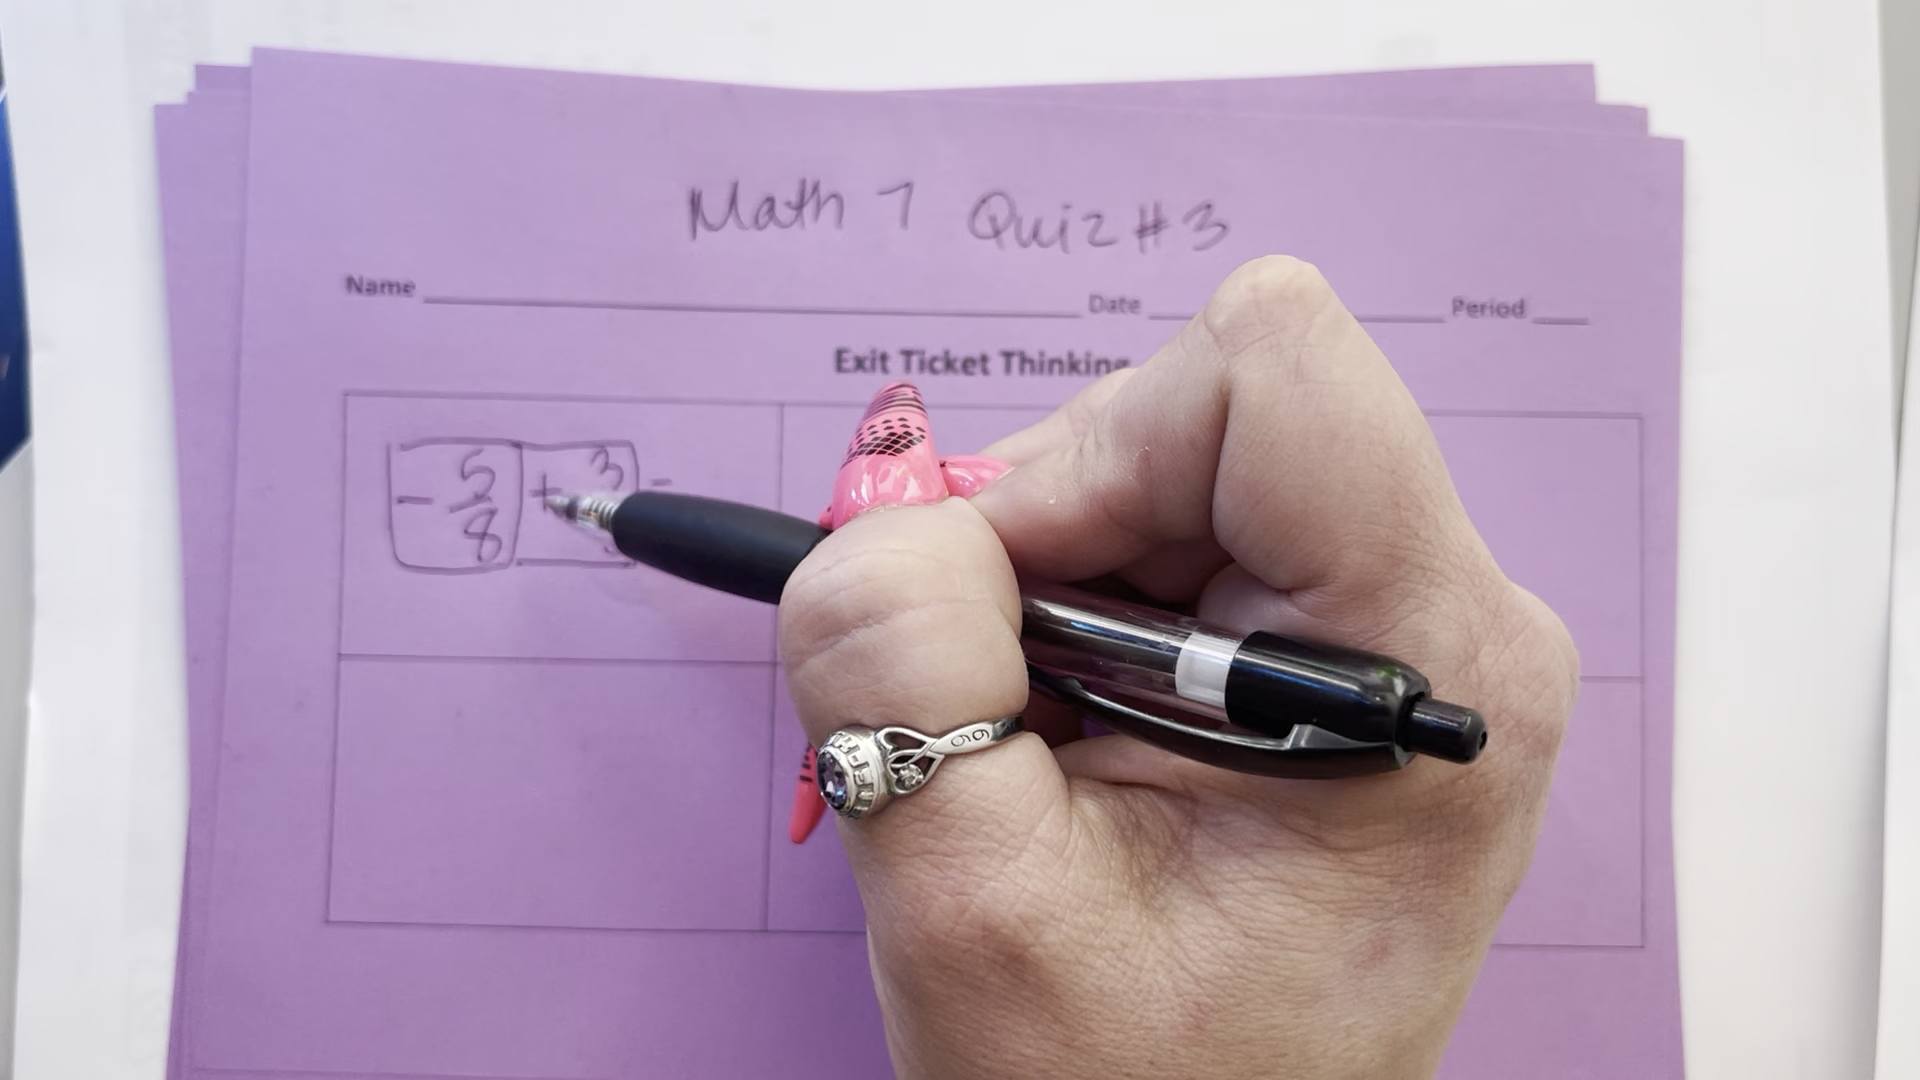 Math 7 Quiz #3
Name Date Period
Exit Ticket Thinking
- 5/8 + 3 =